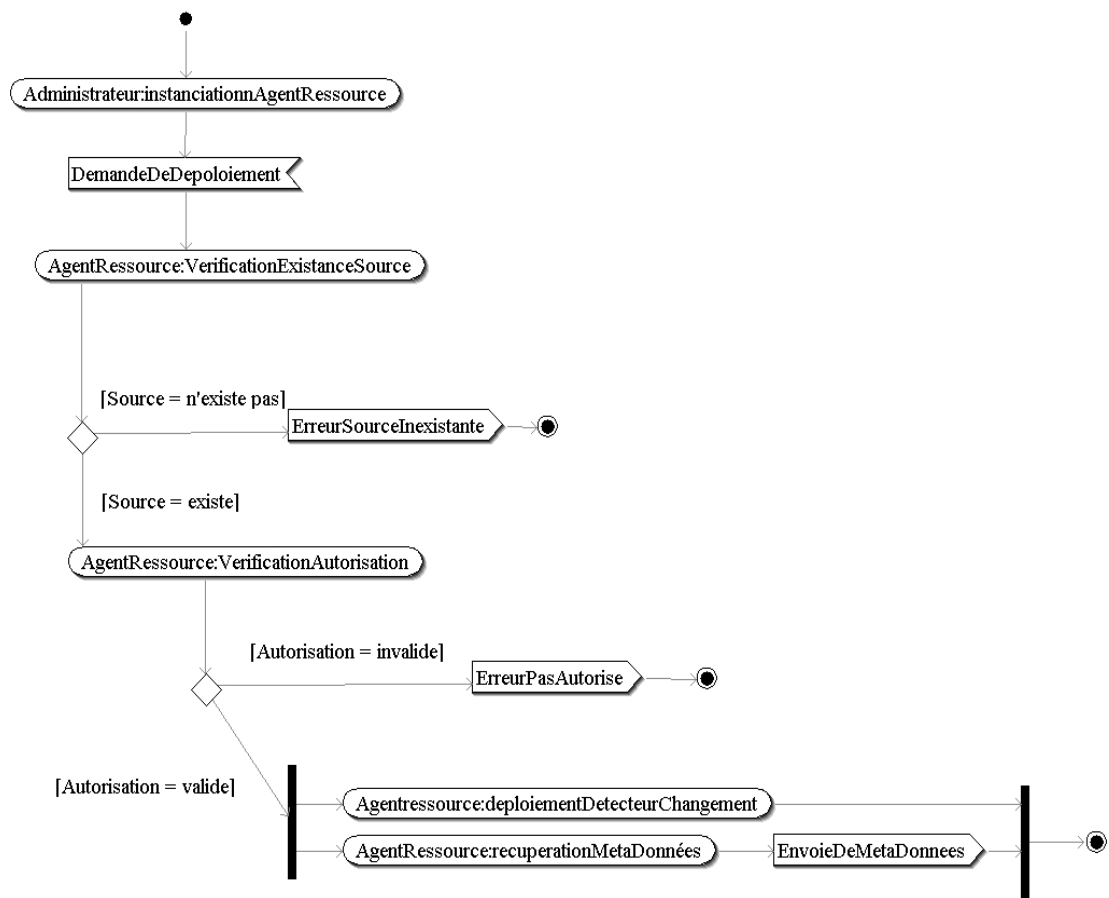 Administrateur:instanciationnAgentRessource
DemandeDeDepoloiement
AgentRessource:VerificationExistanceSource
[Source = n'existe pas]
ErreurSourceInexistante
[Source = existe]
AgentRessource:VerificationAutorisation
[Autorisation = invalide]
ErreurPasAutorise
[Autorisation = valide]
Agentressource:deploiementDetecteurChangement
AgentRessource:recuperationMetaDonnées
EnvoieDeMetaDonnees